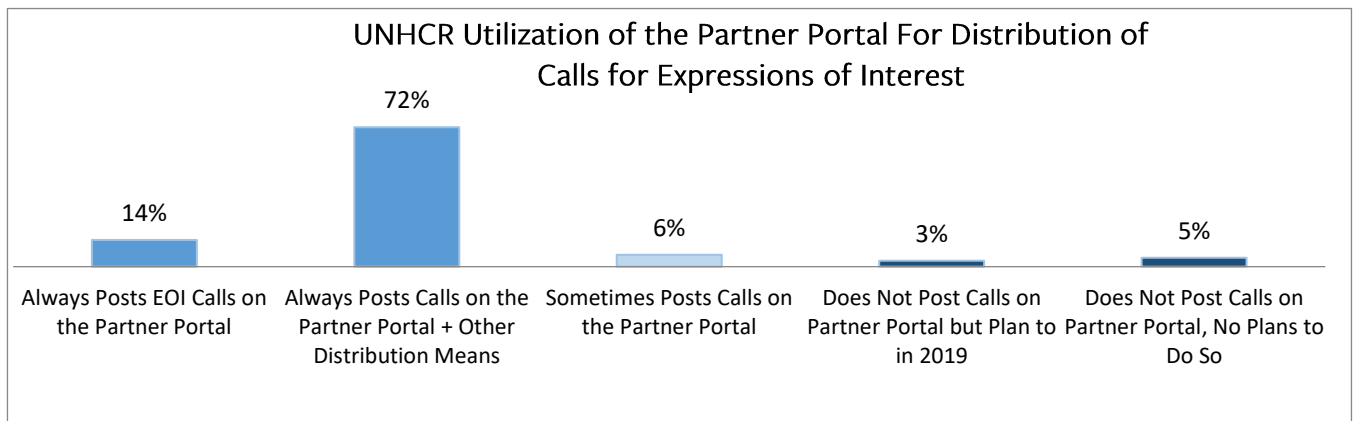 UNHCR Utilization of the Partner Portal For Distribution of
Calls for Expressions of Interest
72%
14%
6%
3%
5%
Always Posts EOI Calls on
the Partner Portal
Always Posts Calls on the
Partner Portal + Other
Distribution Means
Sometimes Posts Calls on
the Partner Portal
Does Not Post Calls on
Partner Portal but Plan to
in 2019
Does Not Post Calls on
Partner Portal, No Plans to
Do So